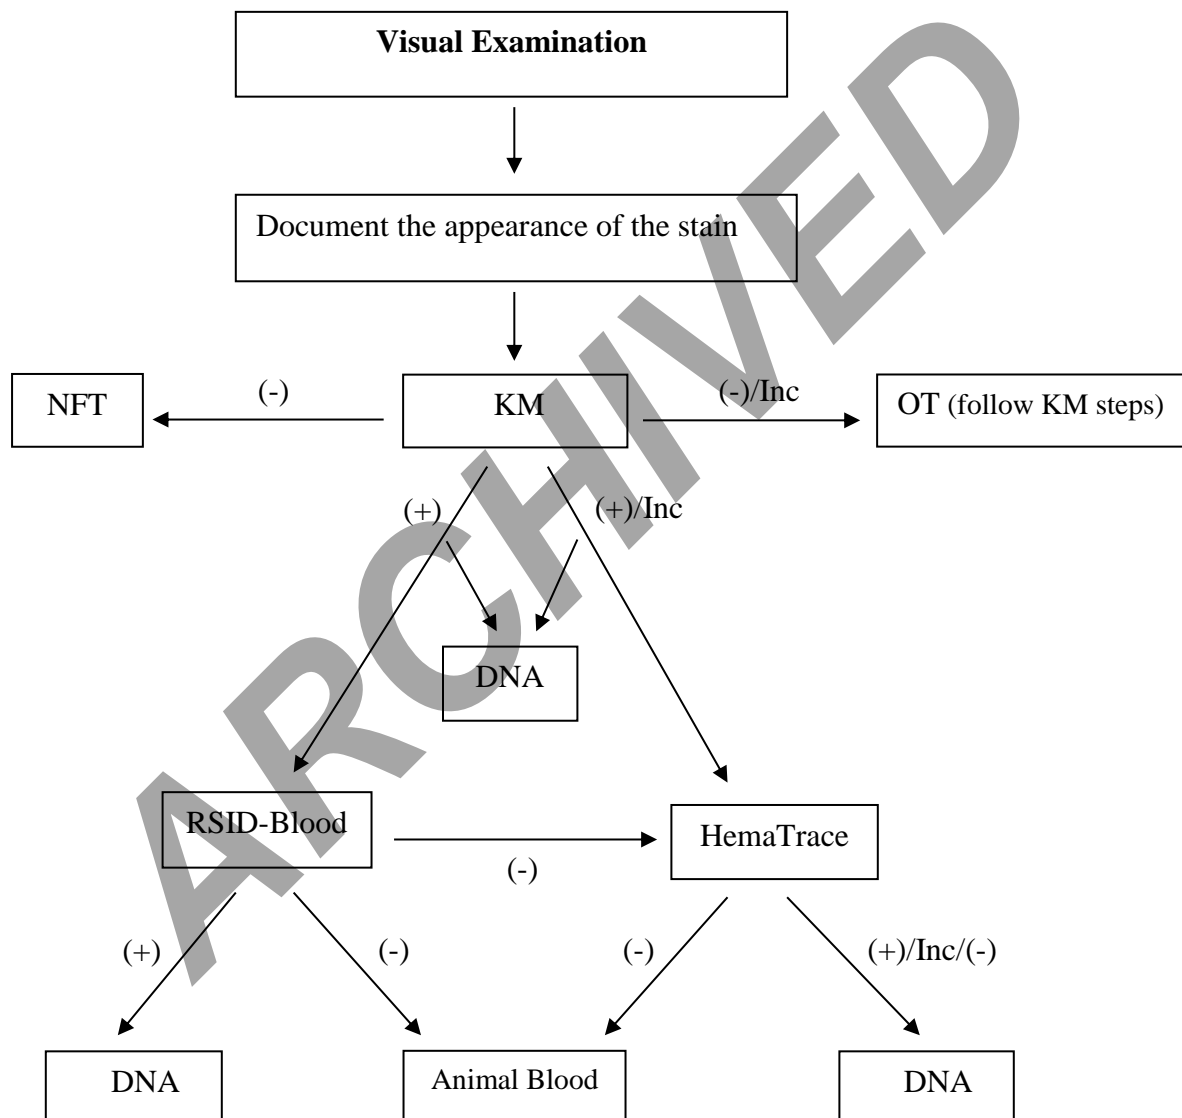 Visual Examination
Document the appearance of the stain
NFT
(-)
KM
(-)/Inc
OT (follow KM steps)
(+)
(+)/Inc
DNA
RSID-Blood
(-)
HemaTrace
(+)
(-)
(-)
(+)/Inc/(-)
DNA
Animal Blood
DNA
ARCHIVED